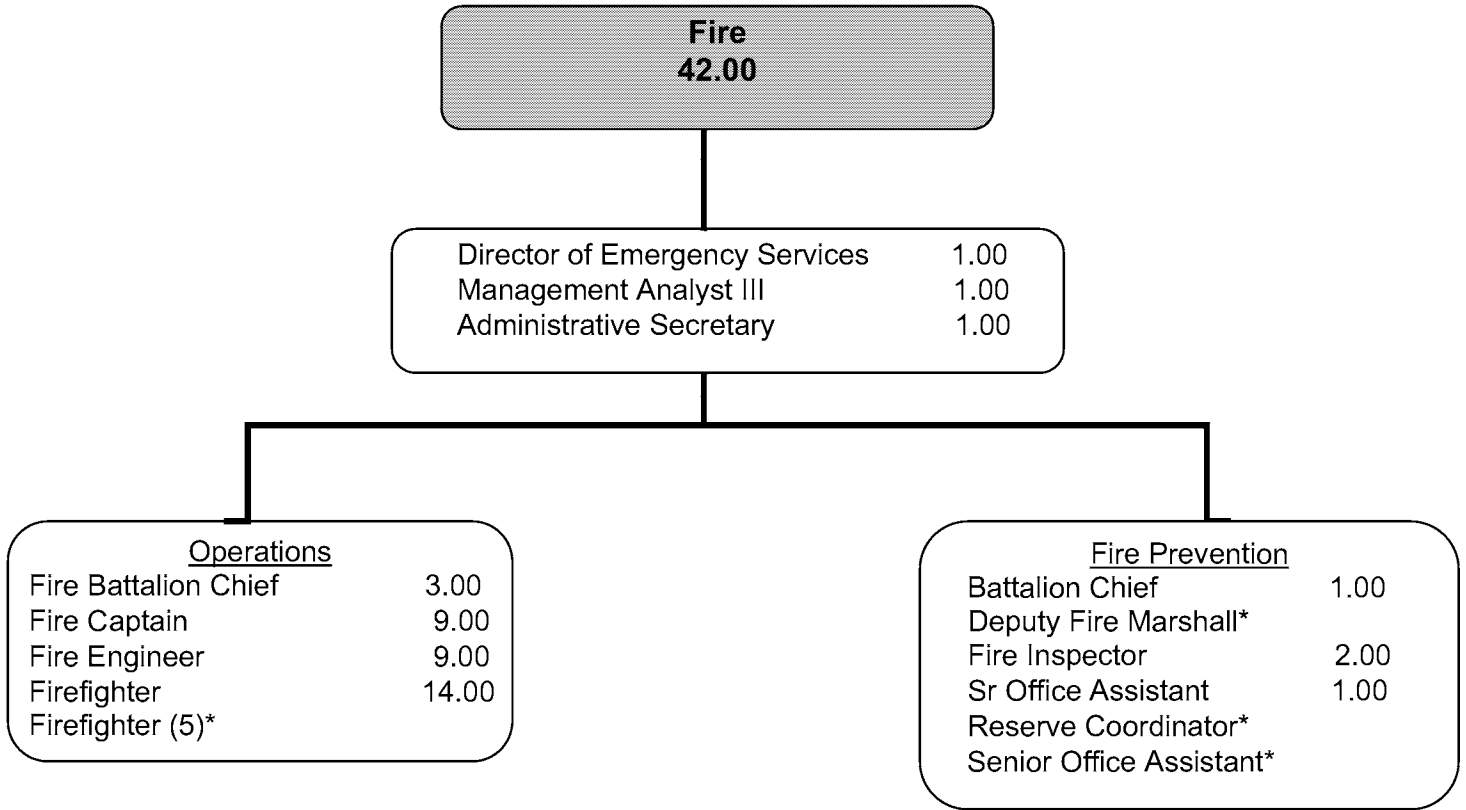 Fire
42.00
Director of Emergency Services 1.00
Management Analyst III 1.00
Administrative Secretary 1.00
Operations
Fire Battalion Chief 3.00
Fire Captain 9.00
Fire Engineer 9.00
Firefighter 14.00
Firefighter (5)*
Fire Prevention
Battalion Chief 1.00
Deputy Fire Marshall*
Fire Inspector 2.00
Sr Office Assistant 1.00
Reserve Coordinator*
Senior Office Assistant*